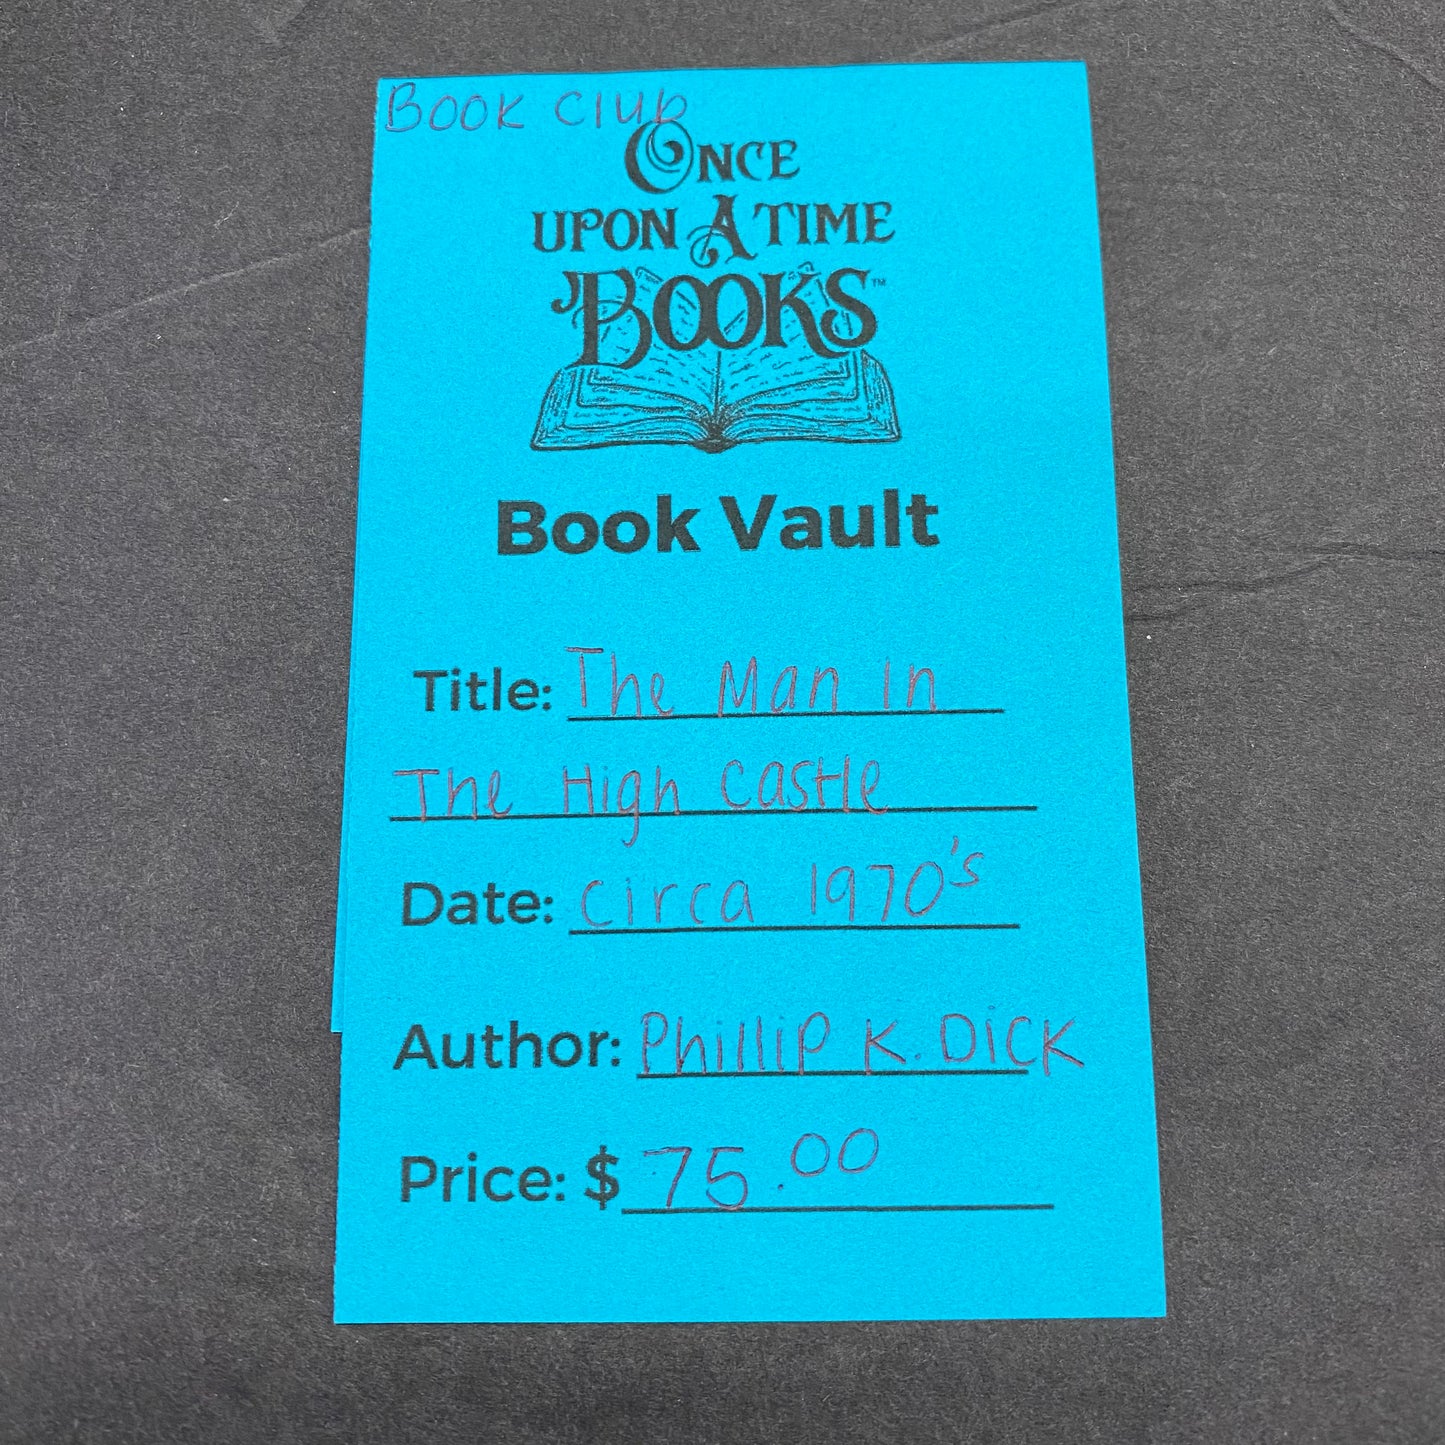 Book Club
ONCE
UPON A TIME
BOOKS™
Book Vault
Title: The Man In
The High Castle
Date: circa 1970's
Author: Phillip K. Dick
Price: $ 75.00